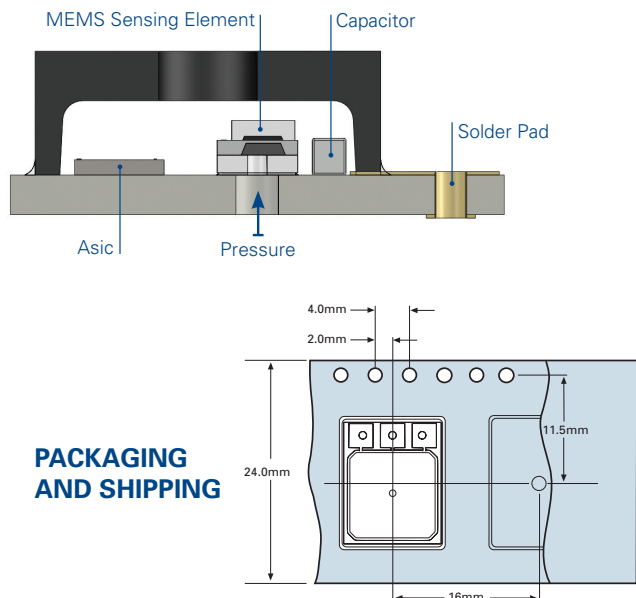 MEMS Sensing Element
Capacitor
Solder Pad
Asic
Pressure
4.0mm
2.0mm
11.5mm
PACKAGING
AND SHIPPING
24.0mm
16mm